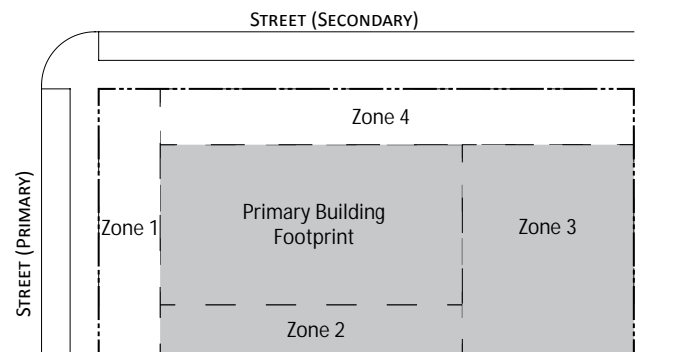 STREET (SECONDARY)
Zone 4
STREET (PRIMARY)
Zone 1
Primary Building
Footprint
Zone 3
Zone 2